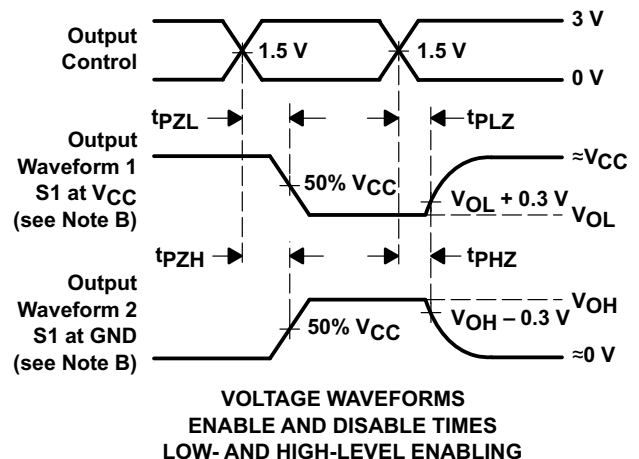 Output
Control
1.5 V
1.5 V
3 V
0 V
tPZL
tPLZ
Output
Waveform 1
S1 at VCC
(see Note B)
50% VCC
≈VCC
VOL + 0.3 V
VOL
tPZH
tPHZ
Output
Waveform 2
S1 at GND
(see Note B)
50% VCC
VOH
VOH – 0.3 V
≈0 V
VOLTAGE WAVEFORMS
ENABLE AND DISABLE TIMES
LOW- AND HIGH-LEVEL ENABLING